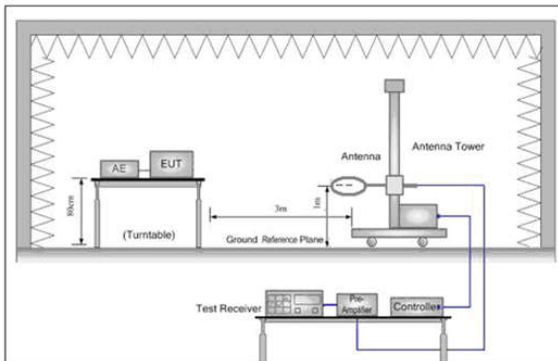 AE
EUT
80cm
(Turntable)
3m
1m
Ground Reference Plane
Antenna
Antenna Tower
Test Receiver
Pre-
Amplifier
Controller